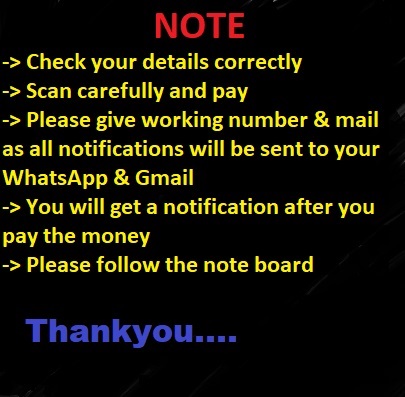 NOTE
-> Check your details correctly
-> Scan carefully and pay
-> Please give working number & mail
as all notifications will be sent to your
WhatsApp & Gmail
-> You will get a notification after you
pay the money
-> Please follow the note board
Thankyou....